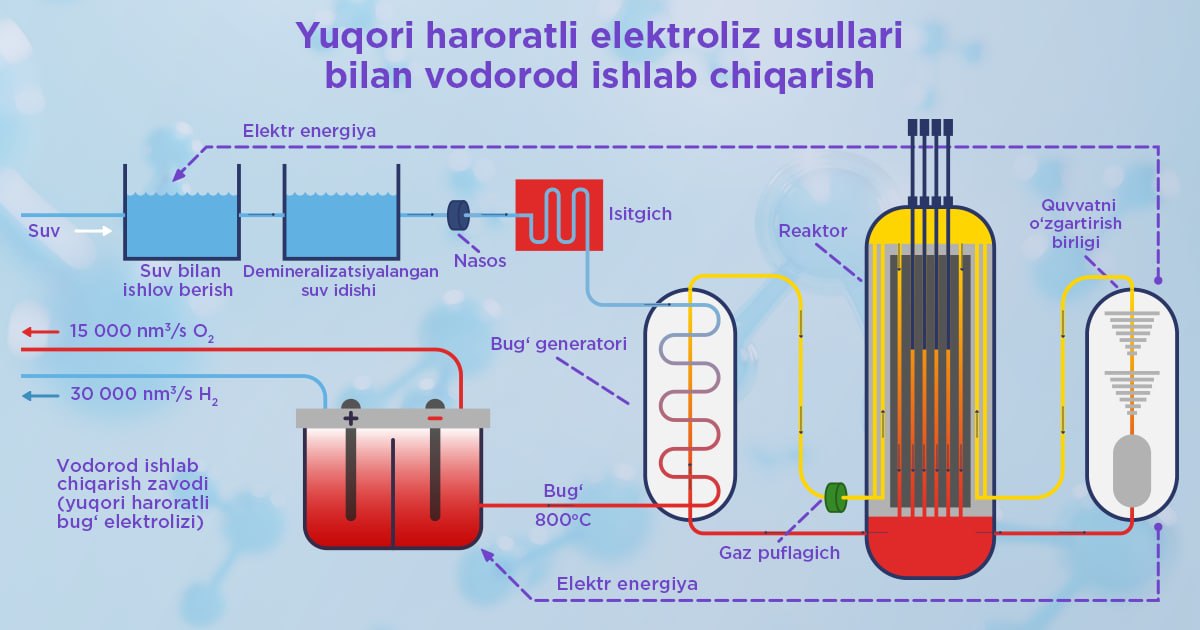 Yuqori haroratli elektroliz usullari
bilan vodorod ishlab chiqarish
Elektr energiya
Suv
Suv bilan
ishlov berish
Demineralizatsiyalangan
suv idishi
Nasos
Isitgich
Reaktor
Quvvatni
o‘zgartirish
birligi
15 000 nm³/s O₂
30 000 nm³/s H₂
Bug‘ generatori
+
−
Vodorod ishlab
chiqarish zavodi
(yuqori haroratli
bug‘ elektrolizi)
Bug‘
800°C
Gaz puflagich
Elektr energiya